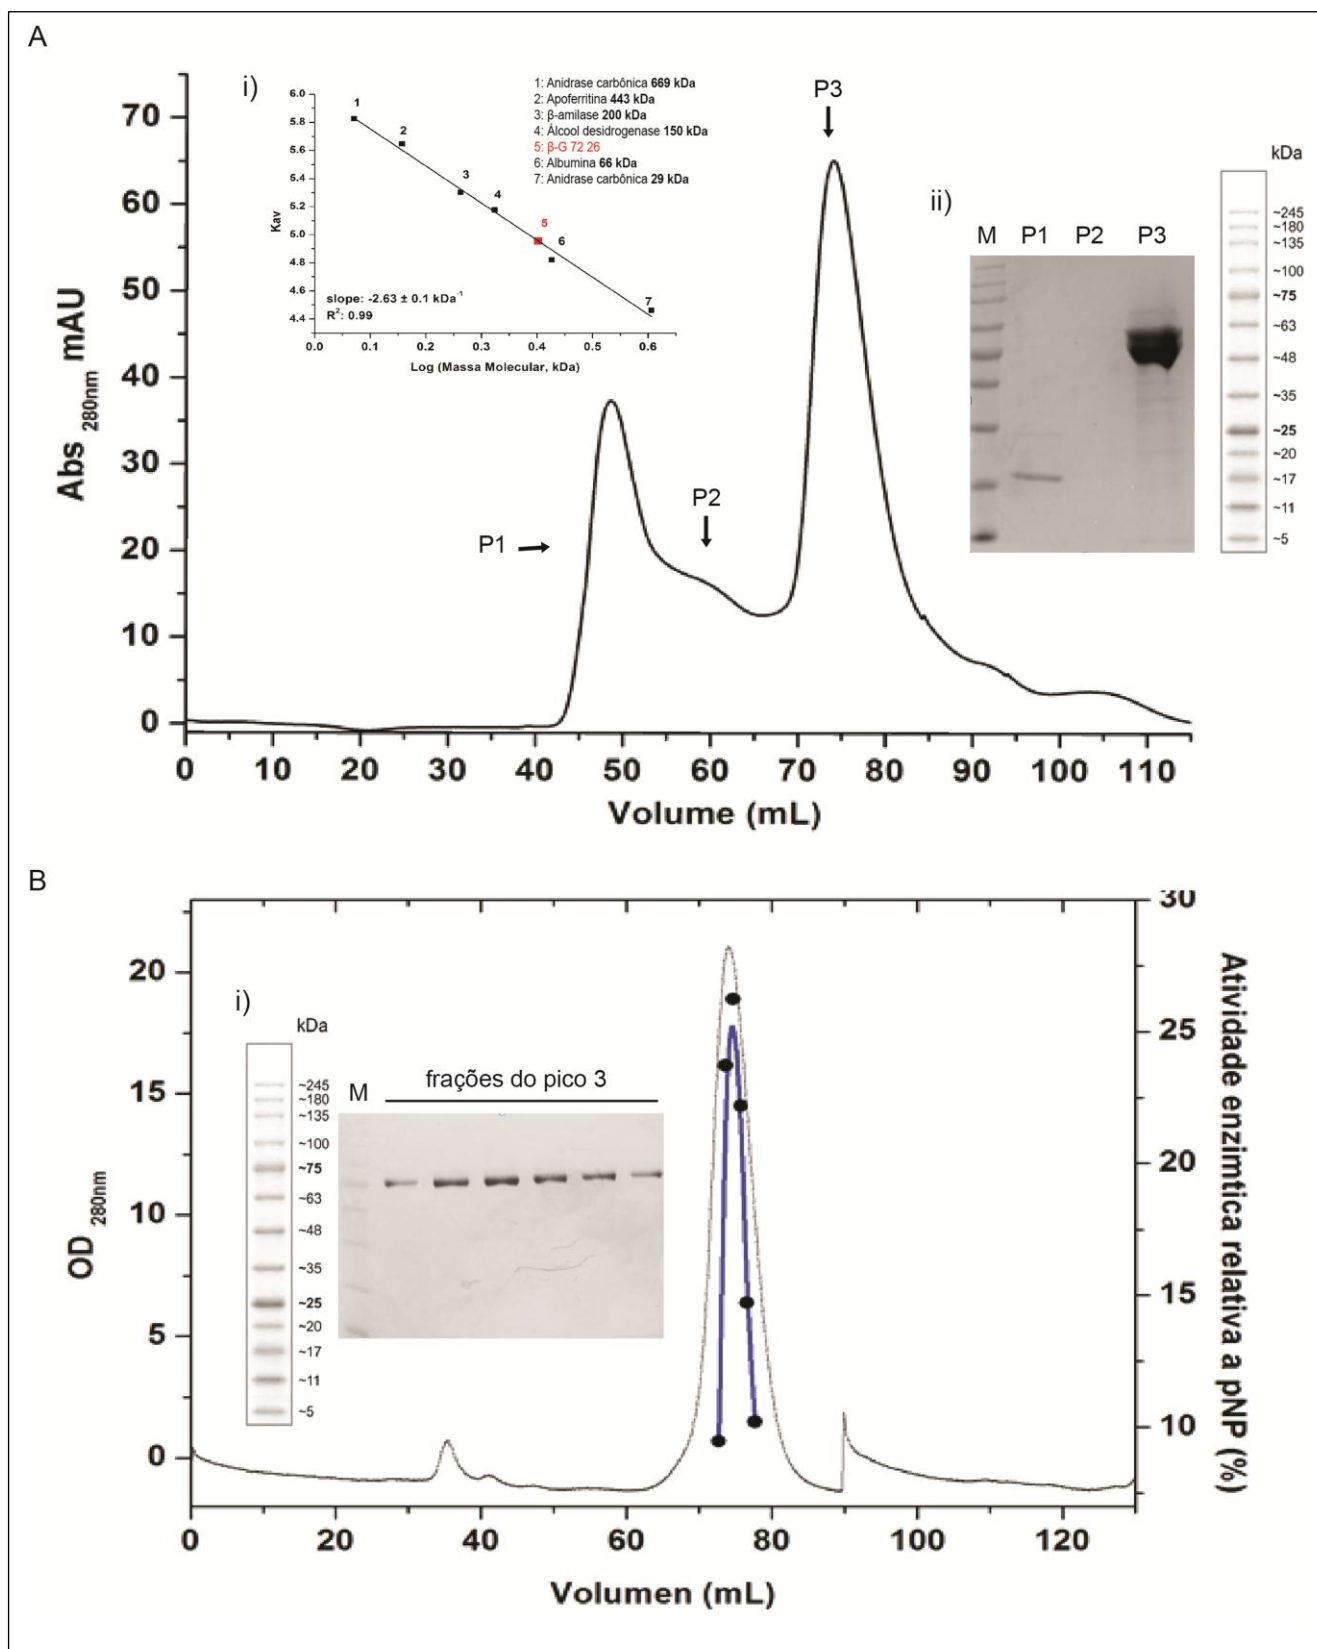 A
i)
1: Anidrase carbônica 669 kDa
2: Apoferritina 443 kDa
3: β-amilase 200 kDa
4: Álcool desidrogenase 150 kDa
5: β-G 72 26
6: Albumina 66 kDa
7: Anidrase carbônica 29 kDa
6.0
5.8
5.6
5.4
5.2
5.0
4.8
4.6
4.4
Kav
1
2
3
4
5
6
7
slope: -2.63 ± 0.1 kDa⁻¹
R²: 0.99
0.0 0.1 0.2 0.3 0.4 0.5 0.6
Log (Massa Molecular, kDa)
P3
P2
P1
ii)
M P1 P2 P3
kDa
~245
~180
~135
~100
~75
~63
~48
~35
~25
~20
~17
~11
~5
70
60
50
40
30
20
10
0
Abs 280nm mAU
0 10 20 30 40 50 60 70 80 90 100 110
Volume (mL)
B
i)
kDa
~245
~180
~135
~100
~75
~63
~48
~35
~25
~20
~17
~11
~5
M
frações do pico 3
20
15
10
5
0
OD 280nm
30
25
20
15
10
Atividade enzimtica relativa a pNP (%)
0 20 40 60 80 100 120
Volumen (mL)